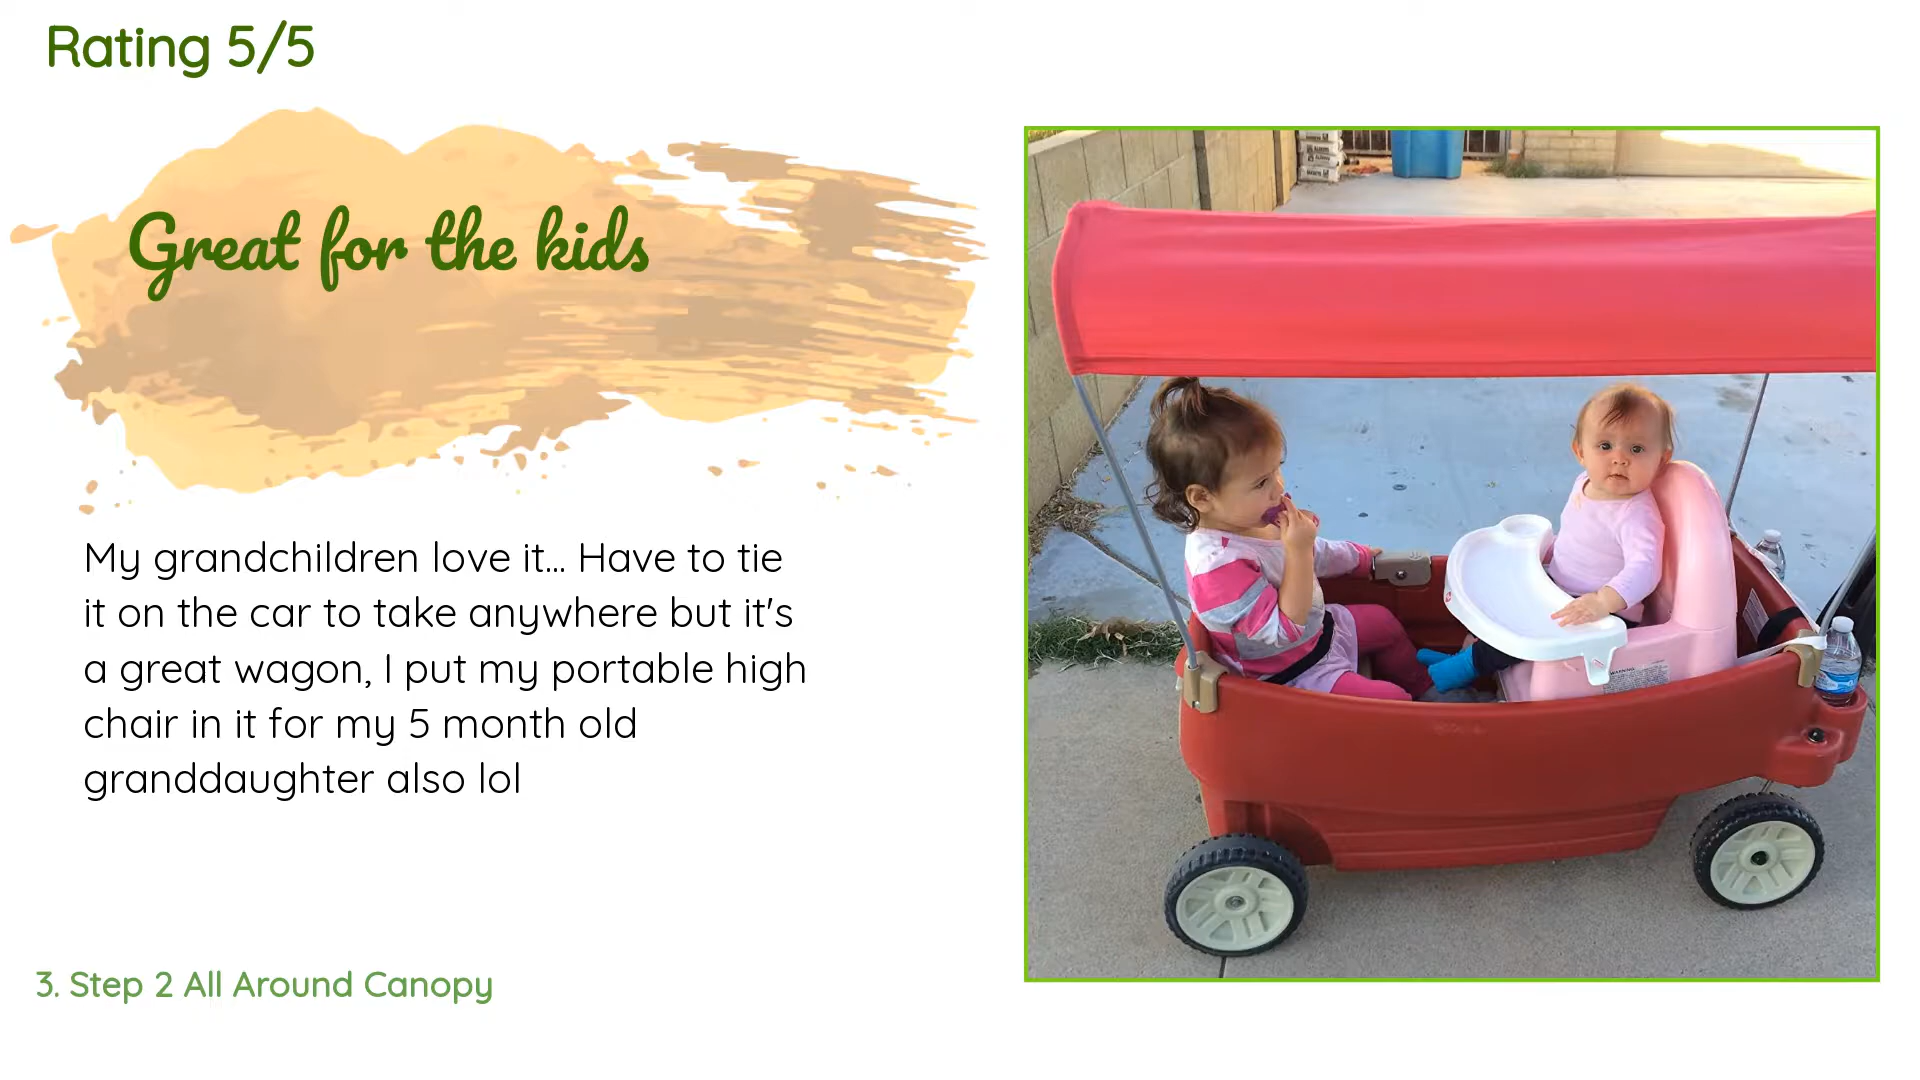 Rating 5/5
Great for the kids
My grandchildren love it... Have to tie
it on the car to take anywhere but it's
a great wagon, I put my portable high
chair in it for my 5 month old
granddaughter also lol
3. Step 2 All Around Canopy
WARNING